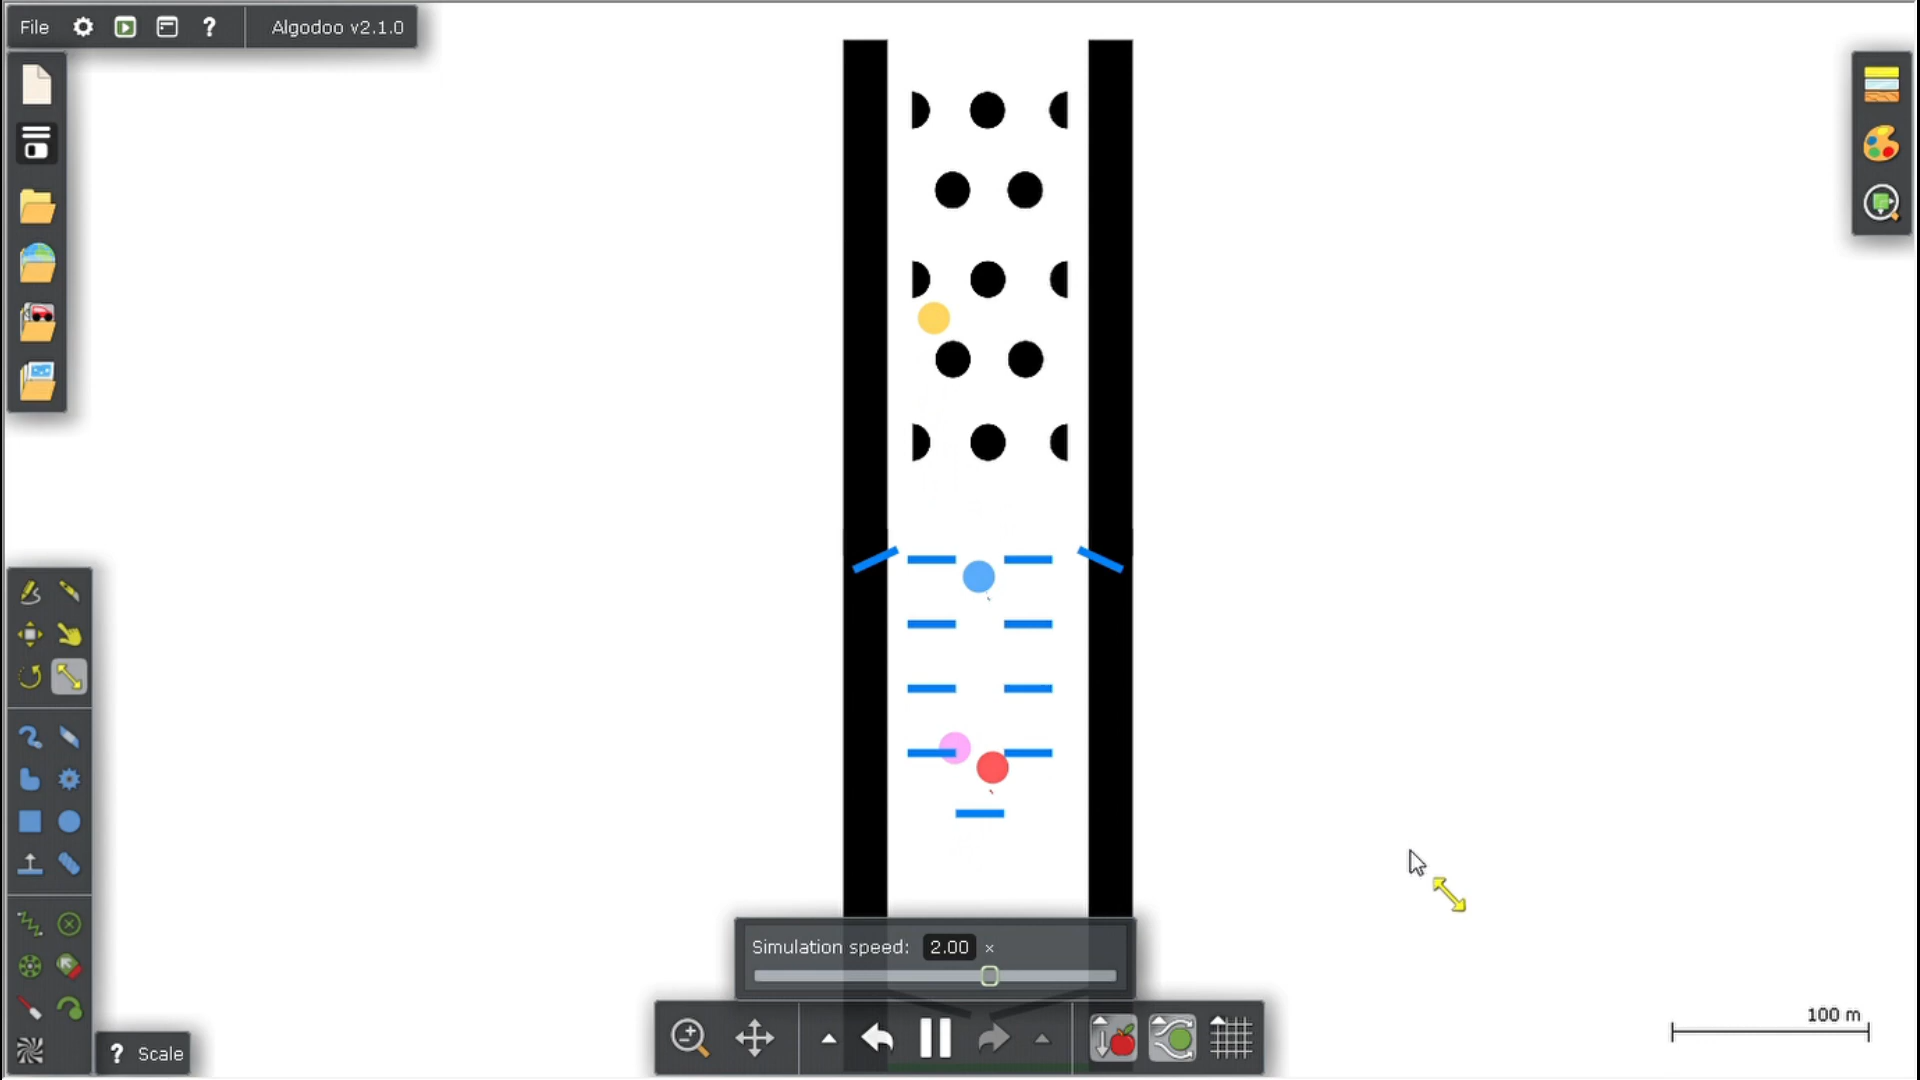 File
?
Algodoo v2.1.0
Simulation speed: 2.00 ×
100 m
? Scale